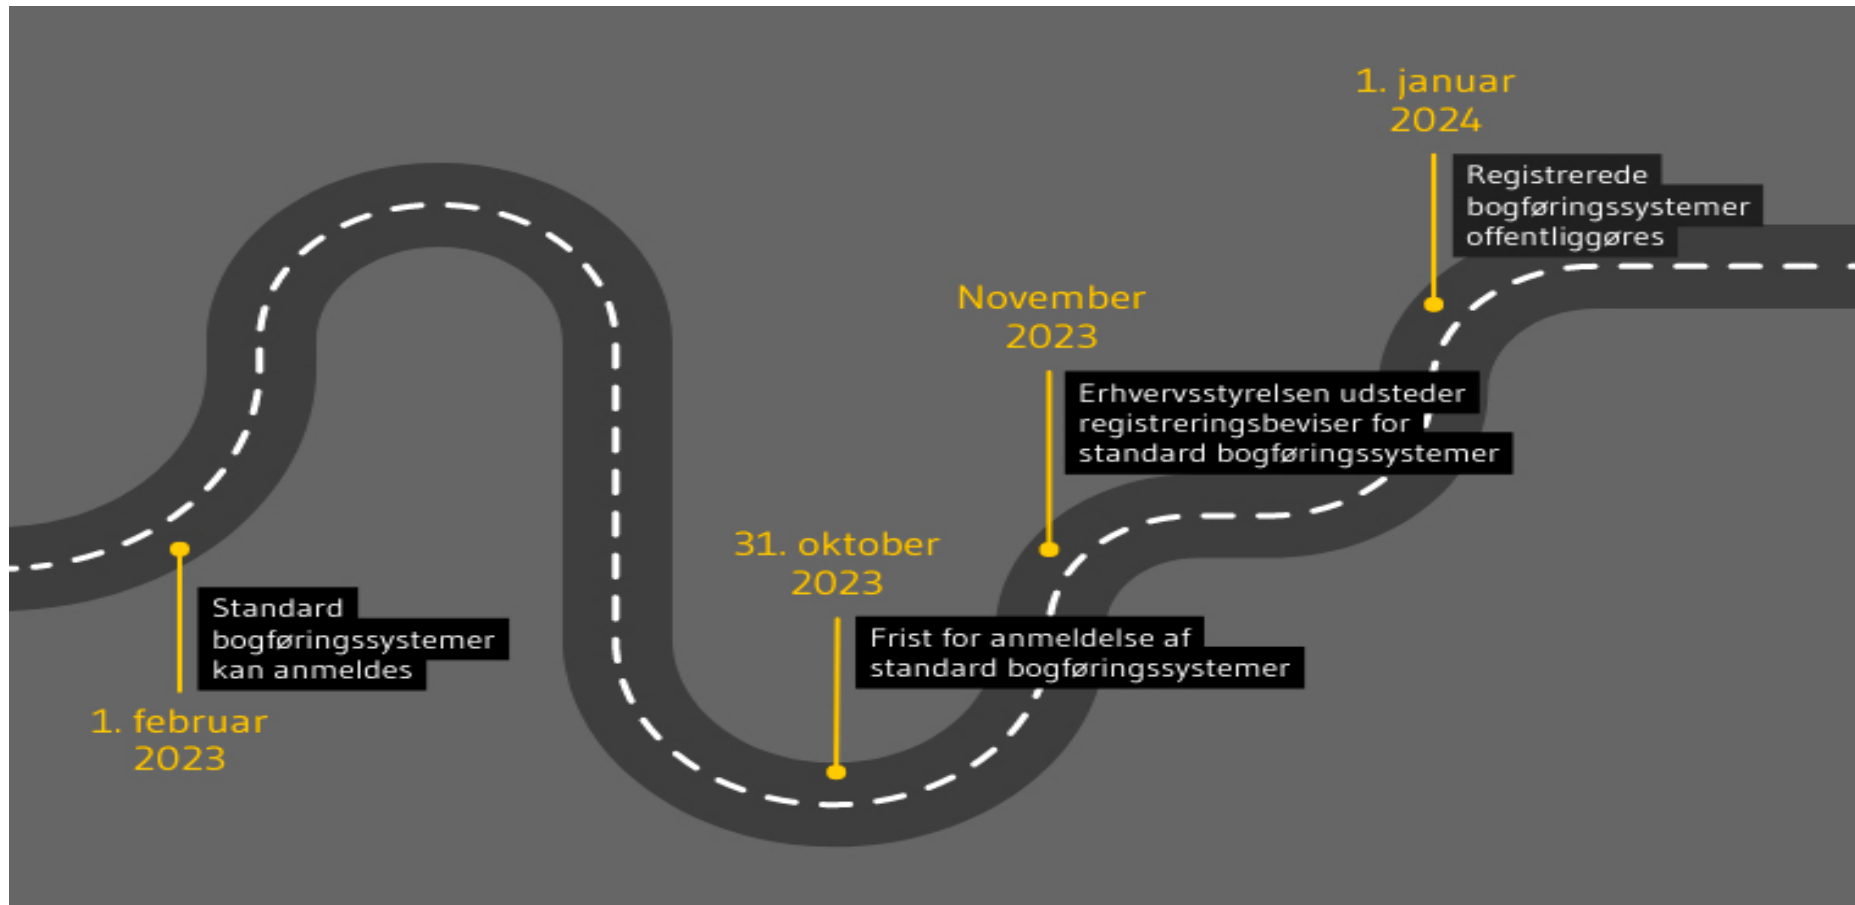 1. februar
2023
Standard
bogføringssystemer
kan anmeldes
31. oktober
2023
Frist for anmeldelse af
standard bogføringssystemer
November
2023
Erhvervsstyrelsen udsteder
registreringsbeviser for
standard bogføringssystemer
1. januar
2024
Registrerede
bogføringssystemer
offentliggøres